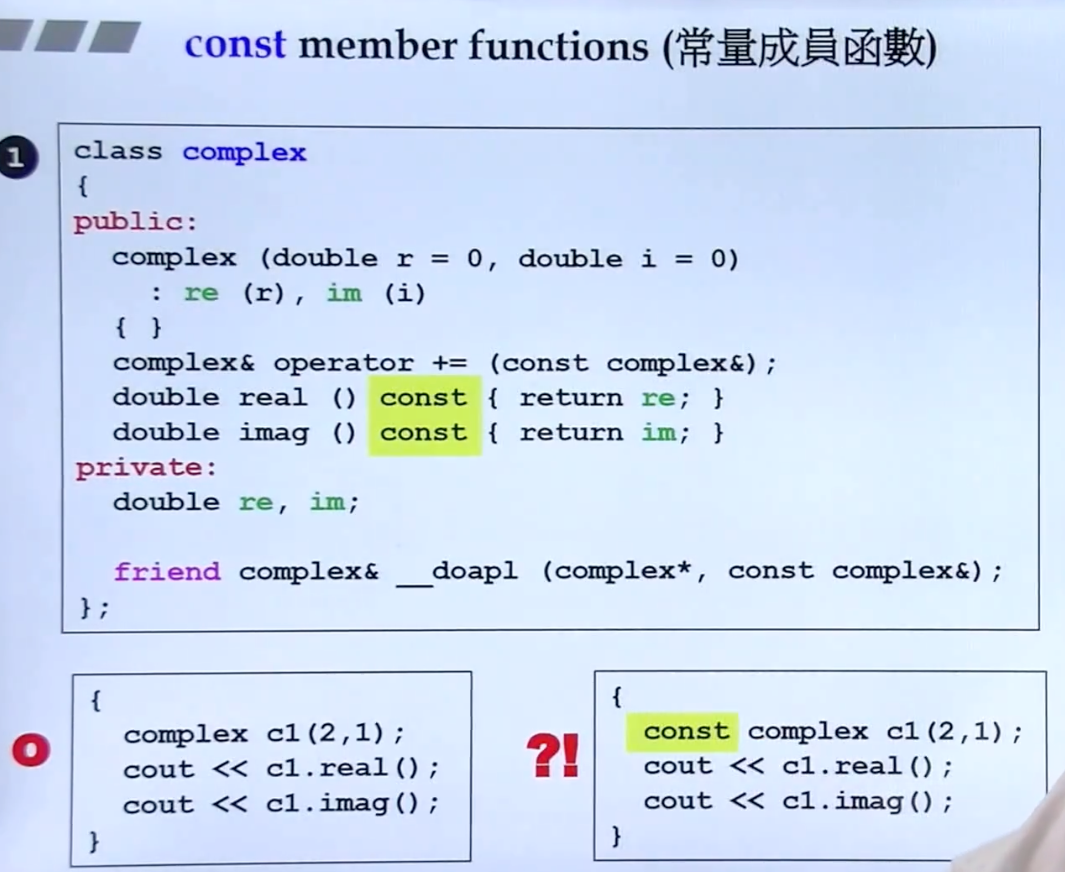 const member functions (常量成員函數)
1
class complex
{
public:
complex (double r = 0, double i = 0)
: re (r), im (i)
{ }
complex& operator += (const complex&);
double real () const { return re; }
double imag () const { return im; }
private:
double re, im;
friend complex& __doapl (complex*, const complex&);
};
O
{
complex c1(2,1);
cout << c1.real();
cout << c1.imag();
}
?!
{
const complex c1(2,1);
cout << c1.real();
cout << c1.imag();
}